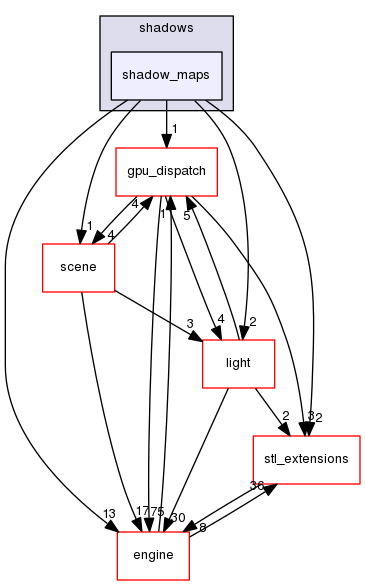 shadows
shadow_maps
1
gpu_dispatch
4
1
5
1
4
scene
3
4
2
light
2
3
2
stl_extensions
36
13
17
75
30
8
engine